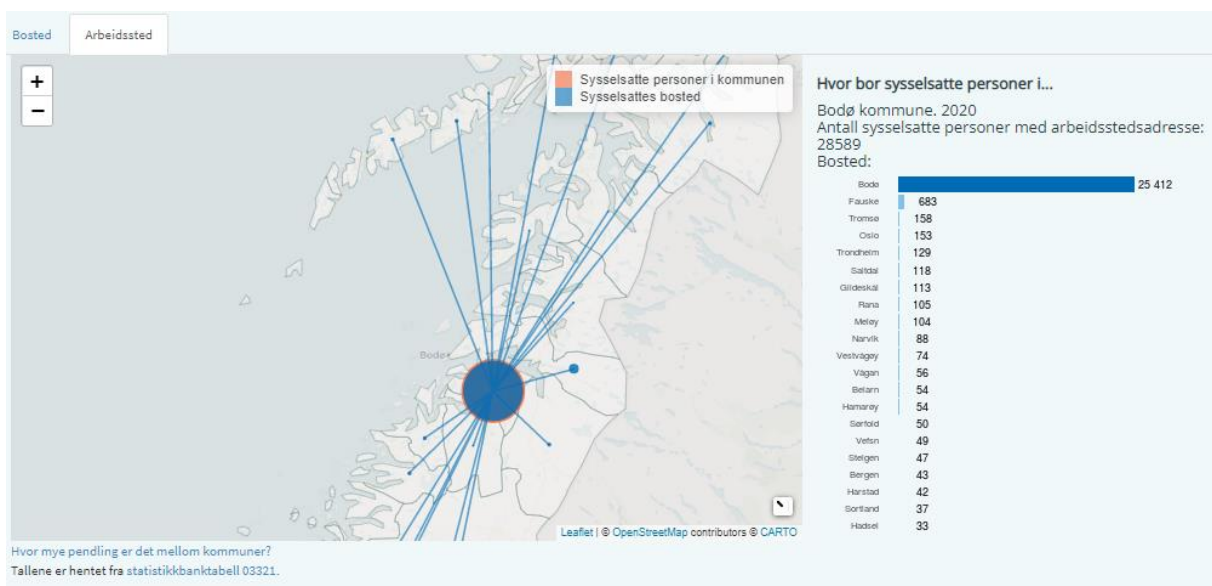 Bosted
Arbeidssted
+
−
Sysselsatte personer i kommunen
Sysselsattes bosted
Bodø
Leaflet | © OpenStreetMap contributors © CARTO
Hvor bor sysselsatte personer i...
Bodø kommune. 2020
Antall sysselsatte personer med arbeidsstedsadresse:
28589
Bosted:
Bodø 25 412
Fauske 683
Tromsø 158
Oslo 153
Trondheim 129
Saltdal 118
Gildeskål 113
Rana 105
Meløy 104
Narvik 88
Vestvågøy 74
Vågan 56
Beiarn 54
Hamarøy 54
Sørfold 50
Vefsn 49
Steigen 47
Bergen 43
Harstad 42
Sortland 37
Hadsel 33
Hvor mye pendling er det mellom kommuner?
Tallene er hentet fra statistikkbanktabell 03321.